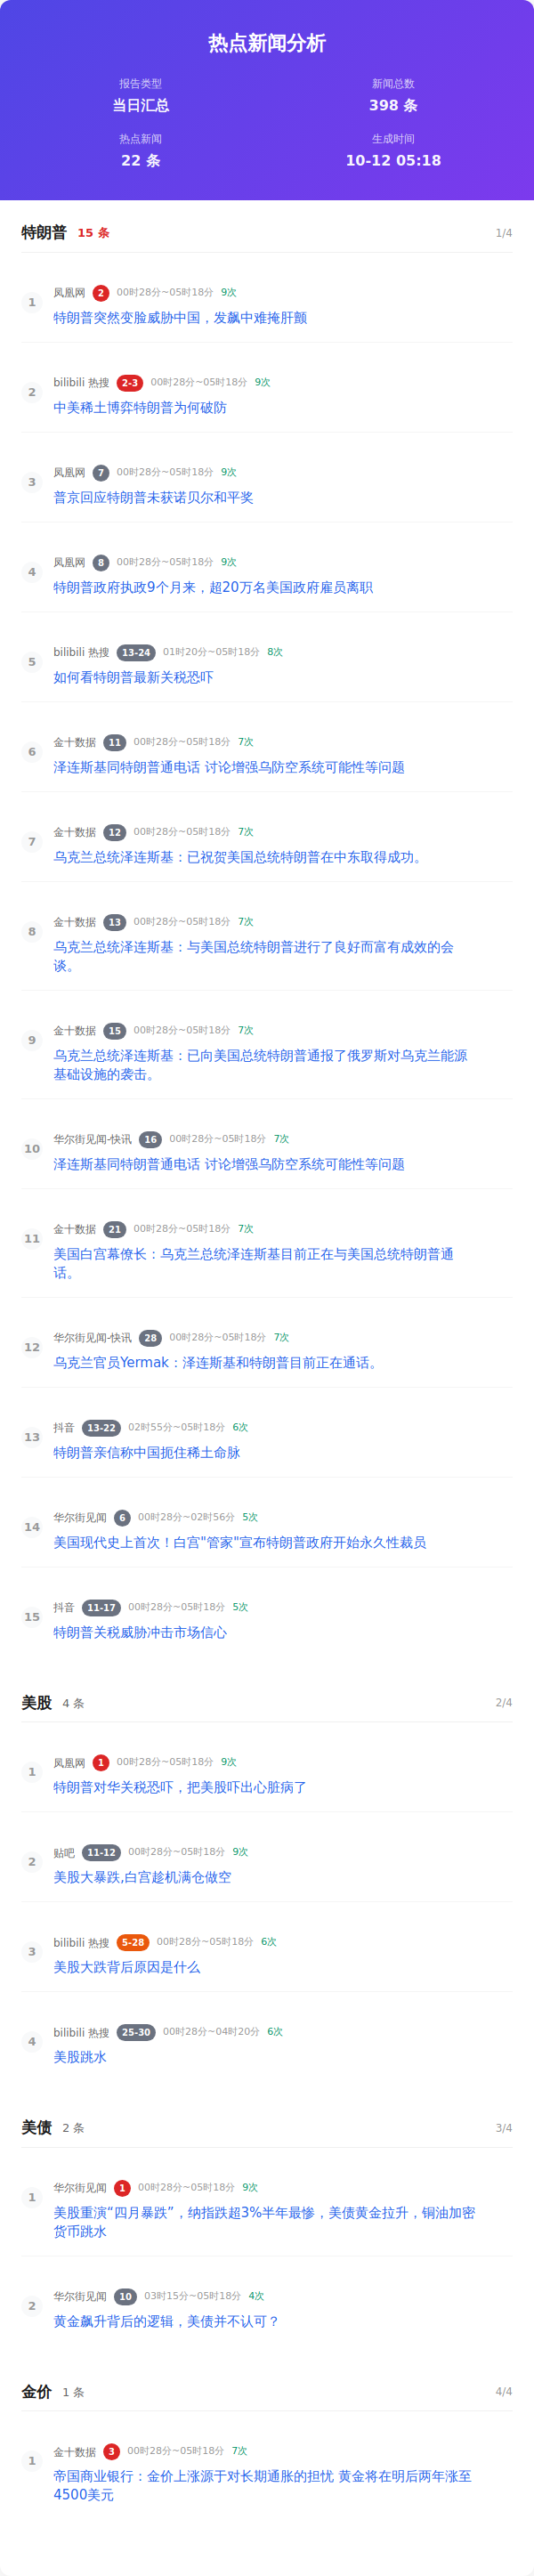 热点新闻分析
报告类型 新闻总数
当日汇总 398 条
热点新闻 生成时间
22 条 10-12 05:18
特朗普 15 条 1/4
1 凤凰网 2 00时28分~05时18分 9次
特朗普突然变脸威胁中国，发飙中难掩肝颤
2 bilibili 热搜 2-3 00时28分~05时18分 9次
中美稀土博弈特朗普为何破防
3 凤凰网 7 00时28分~05时18分 9次
普京回应特朗普未获诺贝尔和平奖
4 凤凰网 8 00时28分~05时18分 9次
特朗普政府执政9个月来，超20万名美国政府雇员离职
5 bilibili 热搜 13-24 01时20分~05时18分 8次
如何看待特朗普最新关税恐吓
6 金十数据 11 00时28分~05时18分 7次
泽连斯基同特朗普通电话 讨论增强乌防空系统可能性等问题
7 金十数据 12 00时28分~05时18分 7次
乌克兰总统泽连斯基：已祝贺美国总统特朗普在中东取得成功。
8 金十数据 13 00时28分~05时18分 7次
乌克兰总统泽连斯基：与美国总统特朗普进行了良好而富有成效的会
谈。
9 金十数据 15 00时28分~05时18分 7次
乌克兰总统泽连斯基：已向美国总统特朗普通报了俄罗斯对乌克兰能源
基础设施的袭击。
10 华尔街见闻-快讯 16 00时28分~05时18分 7次
泽连斯基同特朗普通电话 讨论增强乌防空系统可能性等问题
11 金十数据 21 00时28分~05时18分 7次
美国白宫幕僚长：乌克兰总统泽连斯基目前正在与美国总统特朗普通
话。
12 华尔街见闻-快讯 28 00时28分~05时18分 7次
乌克兰官员Yermak：泽连斯基和特朗普目前正在通话。
13 抖音 13-22 02时55分~05时18分 6次
特朗普亲信称中国扼住稀土命脉
14 华尔街见闻 6 00时28分~02时56分 5次
美国现代史上首次！白宫"管家"宣布特朗普政府开始永久性裁员
15 抖音 11-17 00时28分~05时18分 5次
特朗普关税威胁冲击市场信心
美股 4 条 2/4
1 凤凰网 1 00时28分~05时18分 9次
特朗普对华关税恐吓，把美股吓出心脏病了
2 贴吧 11-12 00时28分~05时18分 9次
美股大暴跌,白宫趁机满仓做空
3 bilibili 热搜 5-28 00时28分~05时18分 6次
美股大跌背后原因是什么
4 bilibili 热搜 25-30 00时28分~04时20分 6次
美股跳水
美债 2 条 3/4
1 华尔街见闻 1 00时28分~05时18分 9次
美股重演“四月暴跌”，纳指跌超3%半年最惨，美债黄金拉升，铜油加密
货币跳水
2 华尔街见闻 10 03时15分~05时18分 4次
黄金飙升背后的逻辑，美债并不认可？
金价 1 条 4/4
1 金十数据 3 00时28分~05时18分 7次
帝国商业银行：金价上涨源于对长期通胀的担忧 黄金将在明后两年涨至
4500美元